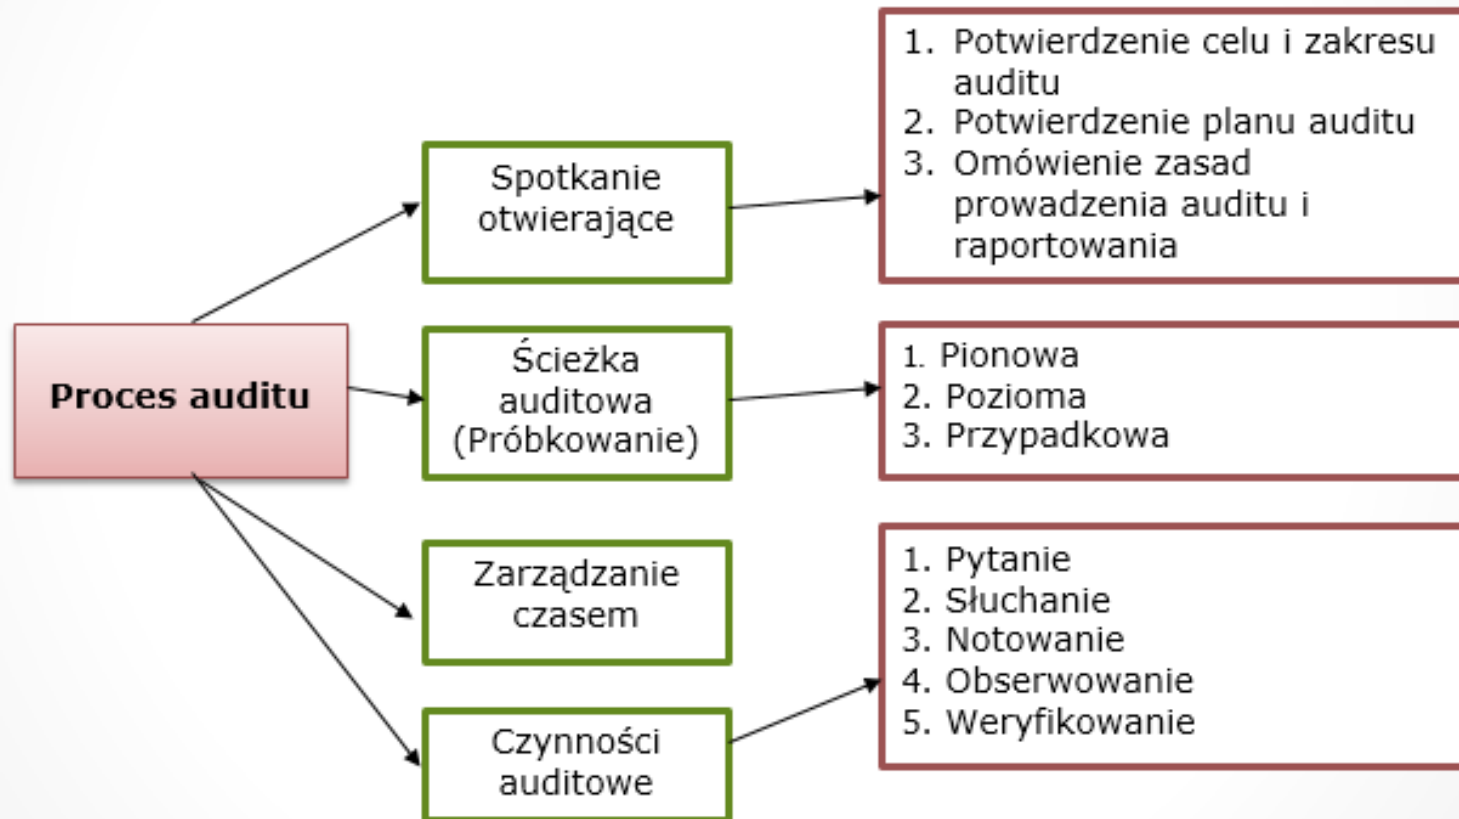 Proces auditu
Spotkanie
otwierające
1. Potwierdzenie celu i zakresu
auditu
2. Potwierdzenie planu auditu
3. Omówienie zasad
prowadzenia auditu i
raportowania
Ścieżka
auditowa
(Próbkowanie)
1. Pionowa
2. Pozioma
3. Przypadkowa
Zarządzanie
czasem
Czynności
auditowe
1. Pytanie
2. Słuchanie
3. Notowanie
4. Obserwowanie
5. Weryfikowanie